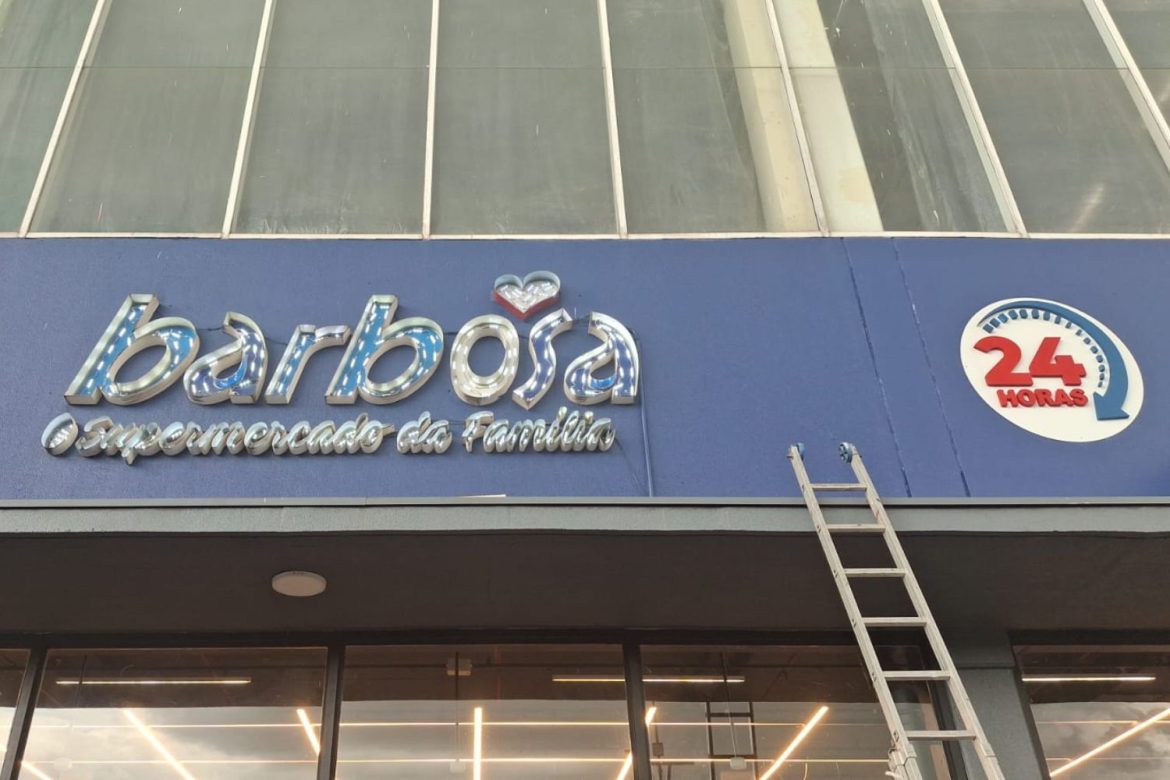 barbosa
O Supermercado da Família
24
HORAS